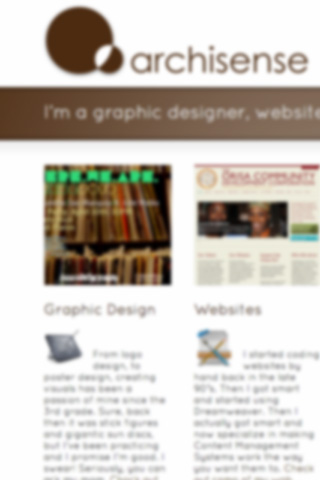 archisense
I'm a graphic designer, website
ORISA COMMUNITY
DEVELOPMENT CORPORATION
Graphic Design
Websites
From logo
design, to
poster design, creating
visuals has been a
passion of mine since the
3rd grade. Sure, back
then it was stick figures
and gigantic sun discs,
but I've been practicing
and I promise I'm good. I
swear! Seriously, you can
I started coding
websites by
hand back in the late
90's. Then I got smart
and started using
Dreamweaver. Then I
actually got smart and
now specialize in making
Content Management
Systems work the way
you want them to. Check